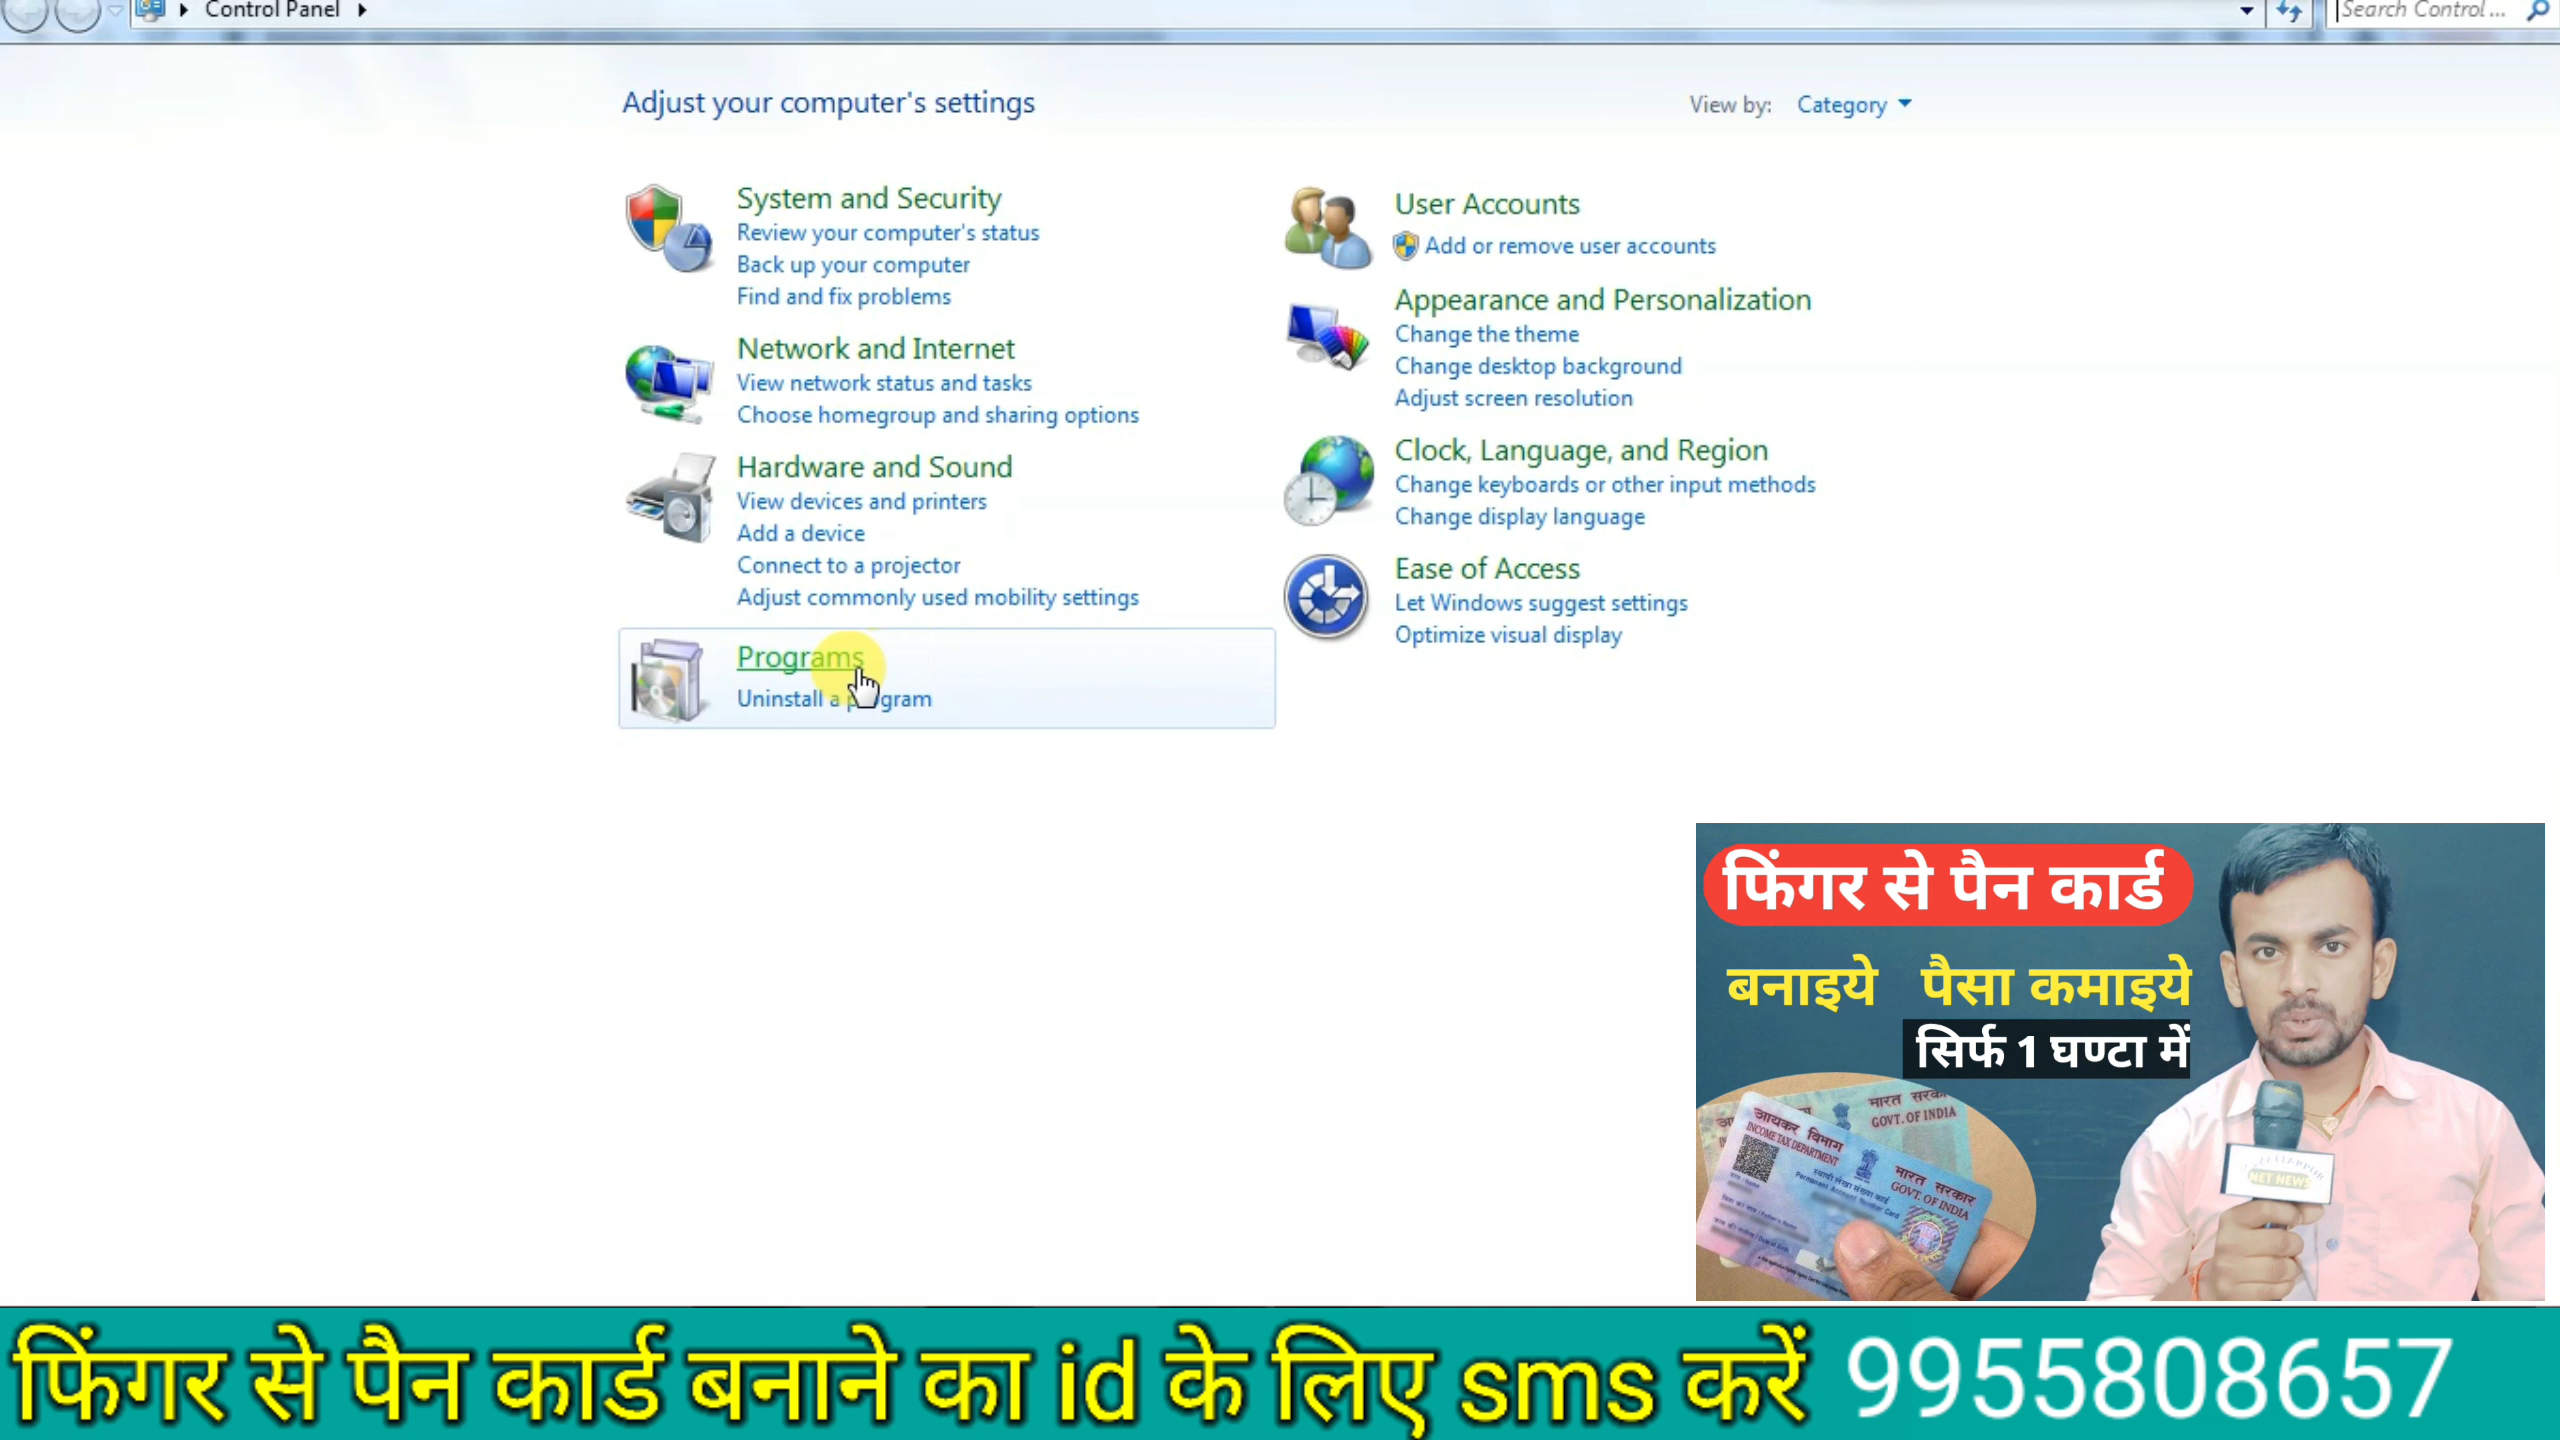 Control Panel
Search Control ...
Adjust your computer's settings
View by: Category
System and Security
Review your computer's status
Back up your computer
Find and fix problems
Network and Internet
View network status and tasks
Choose homegroup and sharing options
Hardware and Sound
View devices and printers
Add a device
Connect to a projector
Adjust commonly used mobility settings
Programs
Uninstall a program
User Accounts
Add or remove user accounts
Appearance and Personalization
Change the theme
Change desktop background
Adjust screen resolution
Clock, Language, and Region
Change keyboards or other input methods
Change display language
Ease of Access
Let Windows suggest settings
Optimize visual display
फिंगर से पैन कार्ड
बनाइये पैसा कमाइये
सिर्फ 1 घण्टा में
GOVT. OF INDIA
आयकर विभाग
INCOME TAX DEPARTMENT
भारत सरकार
GOVT. OF INDIA
NET NEWS
फिंगर से पैन कार्ड बनाने का id के लिए sms करें 9955808657